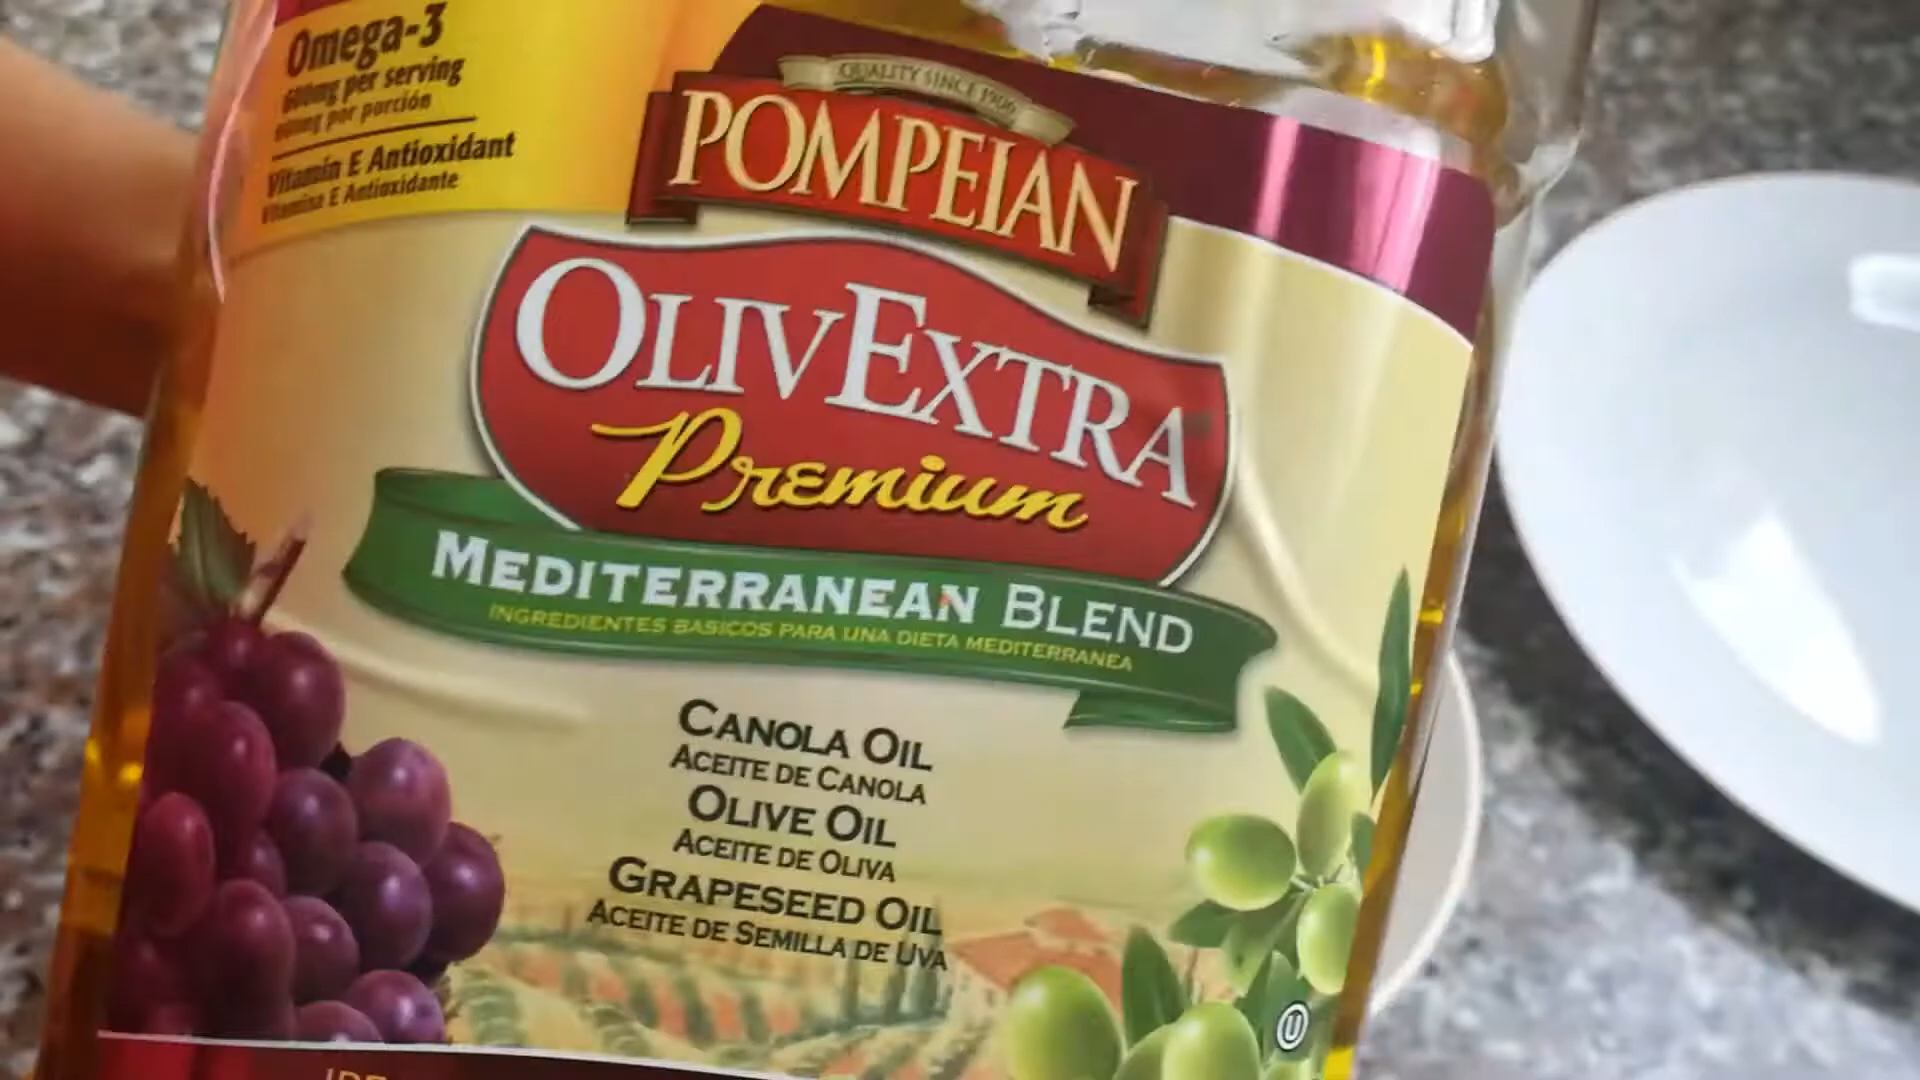 Omega-3
600mg per serving
600mg por porción
Vitamin E Antioxidant
Vitamina E Antioxidante
QUALITY SINCE 1906
POMPEIAN
OLIVEXTRA
Premium
MEDITERRANEAN BLEND
INGREDIENTES BASICOS PARA UNA DIETA MEDITERRANEA
CANOLA OIL
ACEITE DE CANOLA
OLIVE OIL
ACEITE DE OLIVA
GRAPESEED OIL
ACEITE DE SEMILLA DE UVA
U